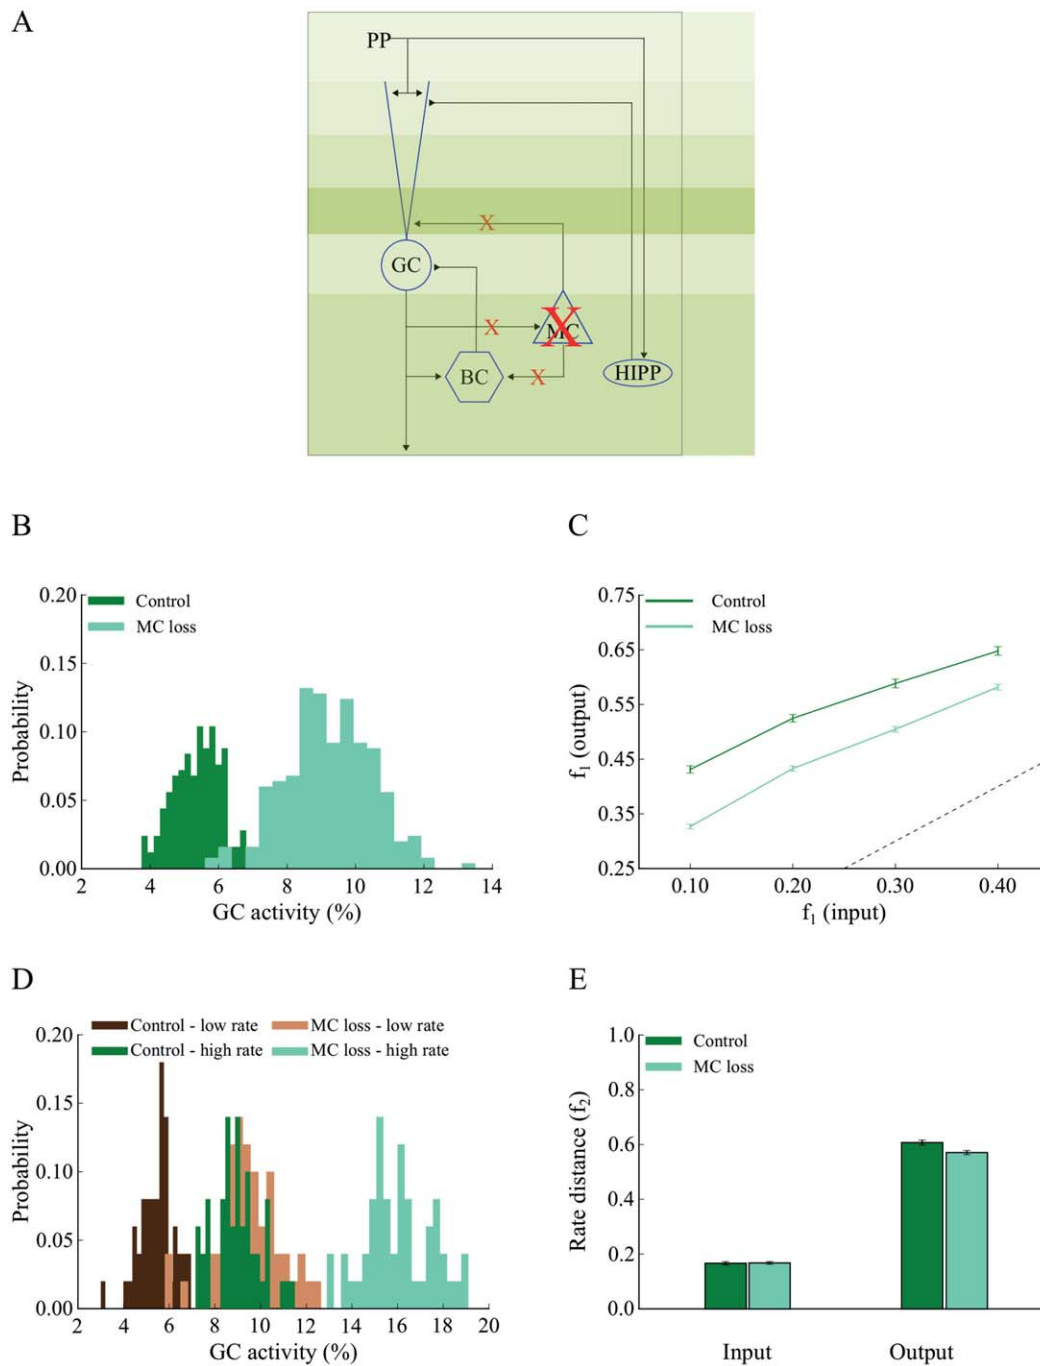 A
PP
X
GC
X
X
MC
BC
X
HIPP
B
0.20
0.15
0.10
0.05
0.00
Probability
Control
MC loss
2
4
6
8
10
12
14
GC activity (%)
C
0.75
0.65
0.55
0.45
0.35
0.25
f₁ (output)
Control
MC loss
0.10
0.20
0.30
0.40
f₁ (input)
D
0.20
0.15
0.10
0.05
0.00
Probability
Control - low rate
MC loss - low rate
Control - high rate
MC loss - high rate
2
4
6
8
10
12
14
16
18
20
GC activity (%)
E
1.0
0.8
0.6
0.4
0.2
0.0
Rate distance (f₂)
Control
MC loss
Input
Output